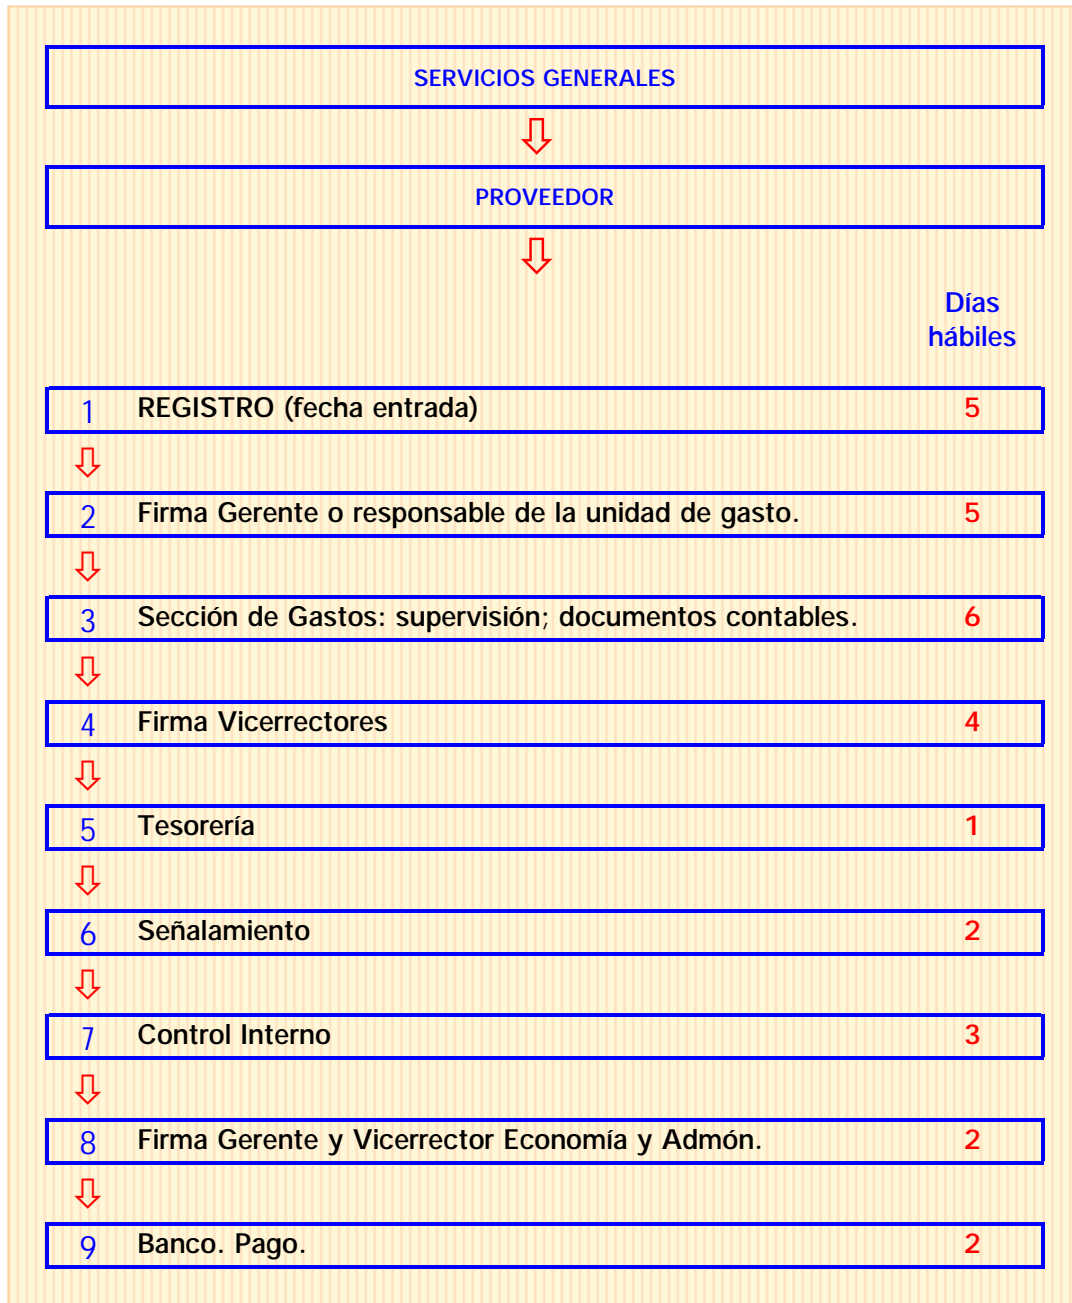 SERVICIOS GENERALES
PROVEEDOR
Días
hábiles
1 REGISTRO (fecha entrada) 5
2 Firma Gerente o responsable de la unidad de gasto. 5
3 Sección de Gastos: supervisión; documentos contables. 6
4 Firma Vicerrectores 4
5 Tesorería 1
6 Señalamiento 2
7 Control Interno 3
8 Firma Gerente y Vicerrector Economía y Admón. 2
9 Banco. Pago. 2